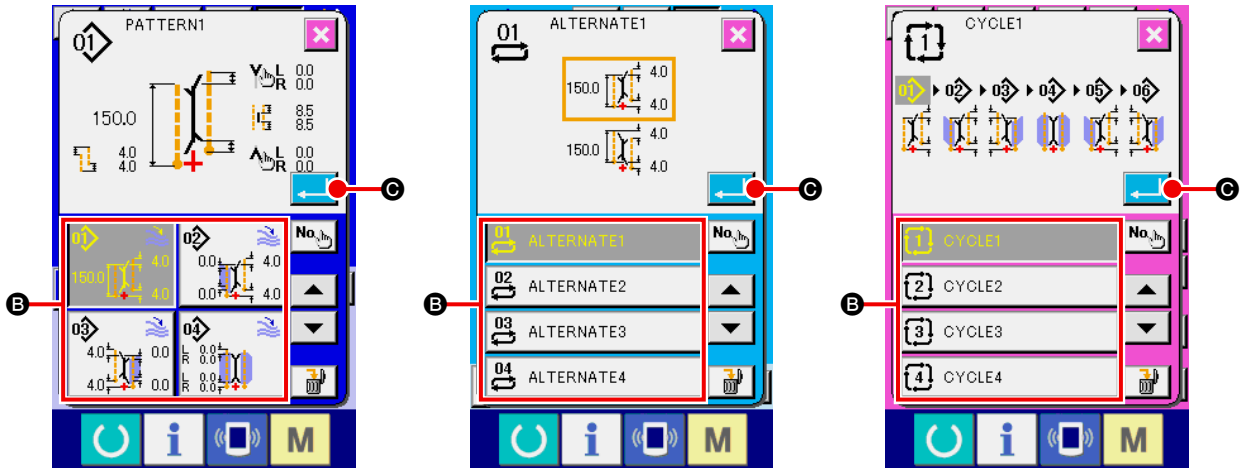 01 PATTERN1
L 0.0
R 0.0
150.0
8.5
8.5
4.0
4.0
L 0.0
R 0.0
C
No.
B
01
4.0
150.0
4.0
02
0.0 4.0
0.0 4.0
03
4.0 0.0
4.0 0.0
04
L 0.0
R 0.0
L 0.0
R 0.0
i M
01 ALTERNATE1
4.0
150.0
4.0
4.0
150.0
4.0
C
No.
B
01 ALTERNATE1
02 ALTERNATE2
03 ALTERNATE3
04 ALTERNATE4
i M
1 CYCLE1
01 02 03 04 05 06
C
No.
B
1 CYCLE1
2 CYCLE2
3 CYCLE3
4 CYCLE4
i M